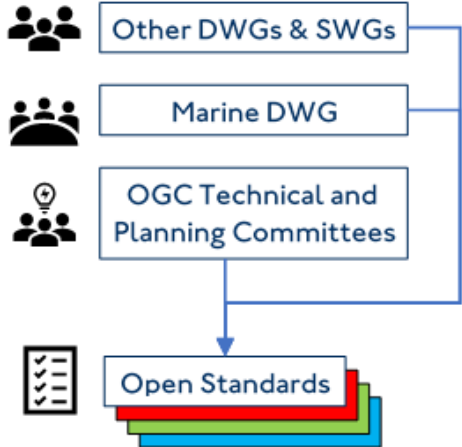 Other DWGs & SWGs
Marine DWG
OGC Technical and
Planning Committees
Open Standards